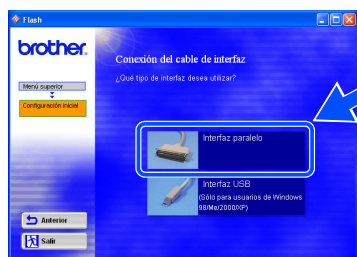 Flash
brother.
Conexión del cable de interfaz
¿Qué tipo de interfaz desea utilizar?
Menú superior
Configuración inicial
Interfaz paralelo
Interfaz USB
(Sólo para usuarios de Windows
98/Me/2000/XP)
Anterior
Salir